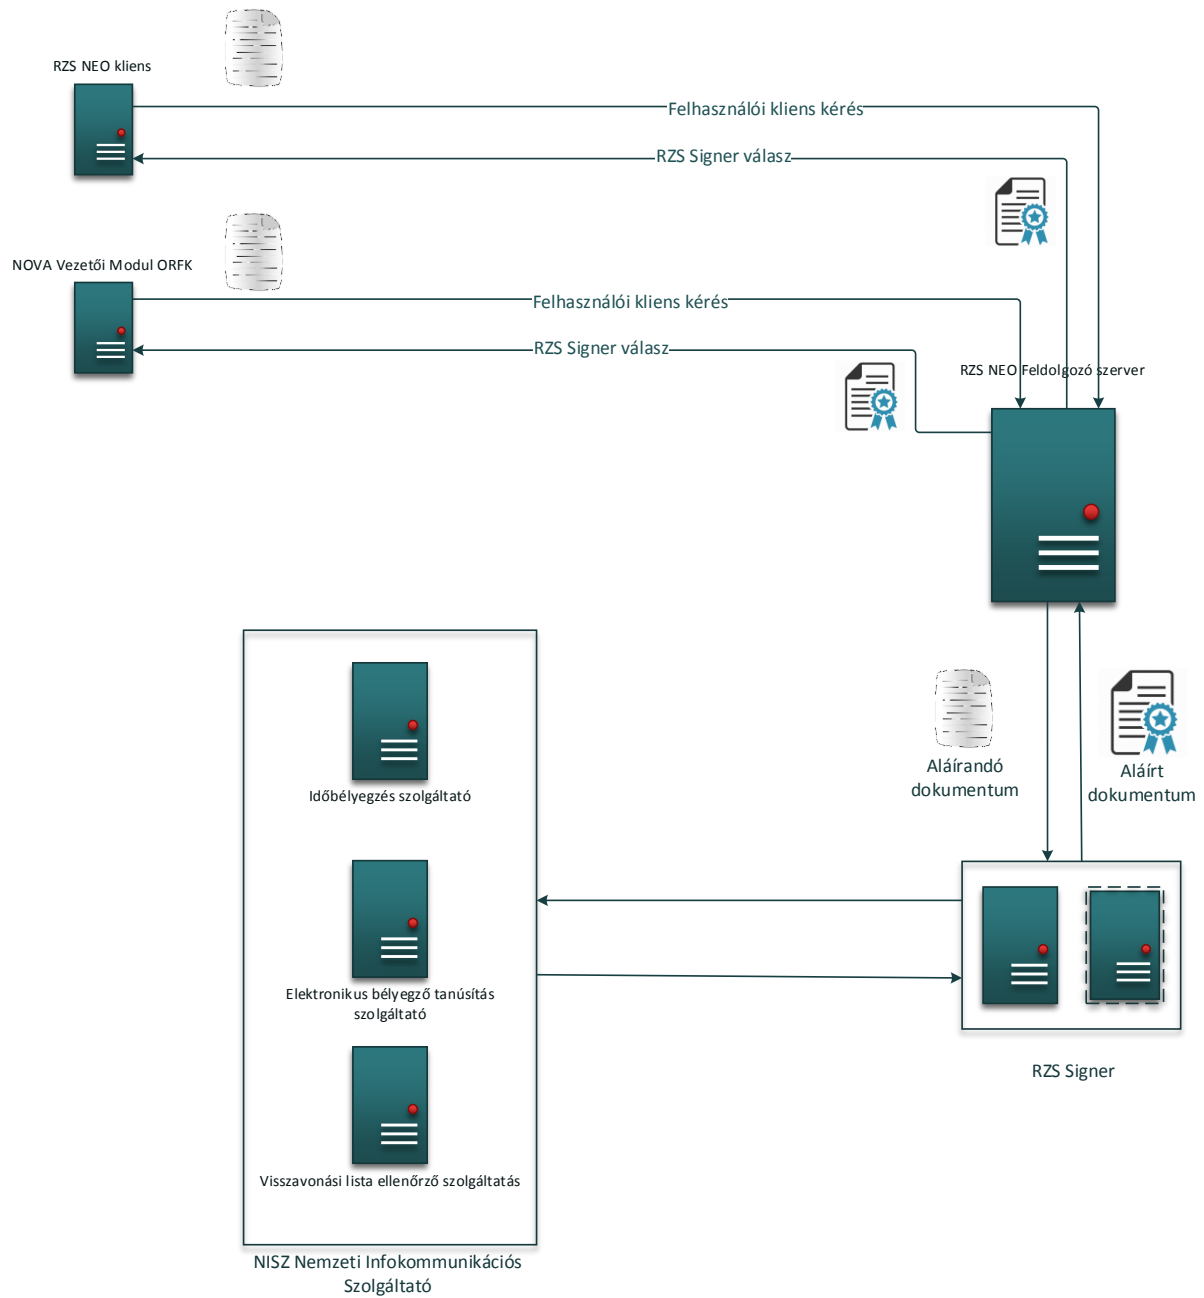 RZS NEO kliens
Felhasználói kliens kérés
RZS Signer válasz
NOVA Vezetői Modul ORFK
Felhasználói kliens kérés
RZS Signer válasz
RZS NEO Feldolgozó szerver
Aláírandó
dokumentum
Aláírt
dokumentum
Időbélyegzés szolgáltató
Elektronikus bélyegző tanúsítás
szolgáltató
Visszavonási lista ellenőrző szolgáltatás
RZS Signer
NISZ Nemzeti Infokommunikációs
Szolgáltató